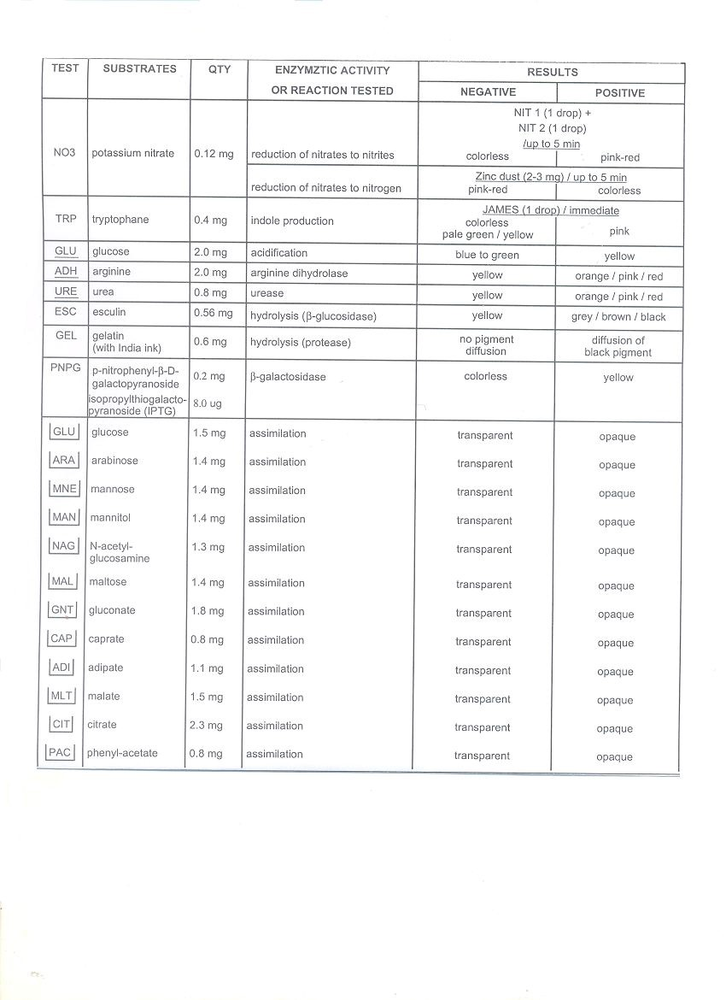 TEST SUBSTRATES QTY ENZYMZTIC ACTIVITY RESULTS
OR REACTION TESTED NEGATIVE POSITIVE
NIT 1 (1 drop) +
NIT 2 (1 drop)
/up to 5 min
NO3 potassium nitrate 0.12 mg reduction of nitrates to nitrites colorless pink-red
Zinc dust (2-3 mg) / up to 5 min
reduction of nitrates to nitrogen pink-red colorless
JAMES (1 drop) / immediate
TRP tryptophane 0.4 mg indole production colorless
pale green / yellow pink
GLU glucose 2.0 mg acidification blue to green yellow
ADH arginine 2.0 mg arginine dihydrolase yellow orange / pink / red
URE urea 0.8 mg urease yellow orange / pink / red
ESC esculin 0.56 mg hydrolysis (β-glucosidase) yellow grey / brown / black
GEL gelatin 0.6 mg hydrolysis (protease) no pigment diffusion of
(with India ink) diffusion black pigment
PNPG p-nitrophenyl-β-D- 0.2 mg β-galactosidase colorless yellow
galactopyranoside
isopropylthiogalacto- 8.0 ug
pyranoside (IPTG)
GLU glucose 1.5 mg assimilation transparent opaque
ARA arabinose 1.4 mg assimilation transparent opaque
MNE mannose 1.4 mg assimilation transparent opaque
MAN mannitol 1.4 mg assimilation transparent opaque
NAG N-acetyl- 1.3 mg assimilation transparent opaque
glucosamine
MAL maltose 1.4 mg assimilation transparent opaque
GNT gluconate 1.8 mg assimilation transparent opaque
CAP caprate 0.8 mg assimilation transparent opaque
ADI adipate 1.1 mg assimilation transparent opaque
MLT malate 1.5 mg assimilation transparent opaque
CIT citrate 2.3 mg assimilation transparent opaque
PAC phenyl-acetate 0.8 mg assimilation transparent opaque